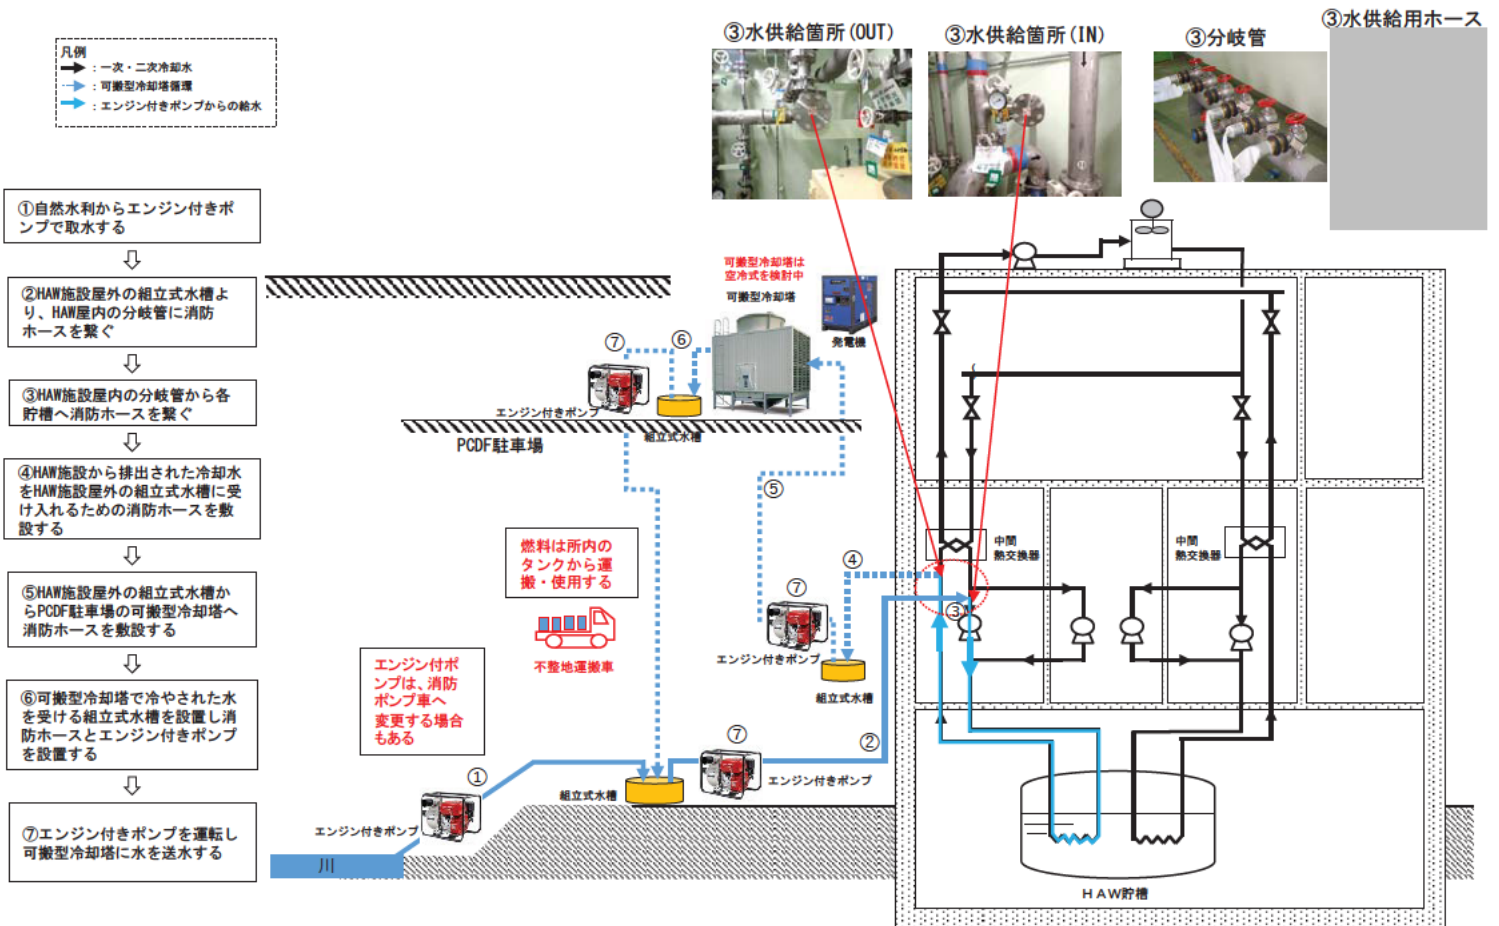 ③水供給箇所(OUT)
③水供給箇所(IN)
③分岐管
③水供給用ホース
凡例
：一次・二次冷却水
：可搬型冷却塔循環
：エンジン付きポンプからの給水
①自然水利からエンジン付きポ
ンプで取水する
②HAW施設屋外の組立式水槽よ
り、HAW屋内の分岐管に消防
ホースを繋ぐ
③HAW施設屋内の分岐管から各
貯槽へ消防ホースを繋ぐ
④HAW施設から排出された冷却水
をHAW施設屋外の組立式水槽に受
け入れるための消防ホースを敷
設する
⑤HAW施設屋外の組立式水槽か
らPCDF駐車場の可搬型冷却塔へ
消防ホースを敷設する
⑥可搬型冷却塔で冷やされた水
を受ける組立式水槽を設置し消
防ホースとエンジン付きポンプ
を設置する
⑦エンジン付きポンプを運転し
可搬型冷却塔に水を送水する
可搬型冷却塔は
空冷式を検討中
可搬型冷却塔
発電機
⑦
⑥
エンジン付きポンプ
組立式水槽
PCDF駐車場
⑤
燃料は所内の
タンクから運
搬・使用する
不整地運搬車
④
⑦
エンジン付きポンプ
組立式水槽
エンジン付ポ
ンプは、消防
ポンプ車へ
変更する場合
もある
②
⑦
エンジン付きポンプ
組立式水槽
①
エンジン付きポンプ
川
中間
熱交換器
中間
熱交換器
③
HAW貯槽